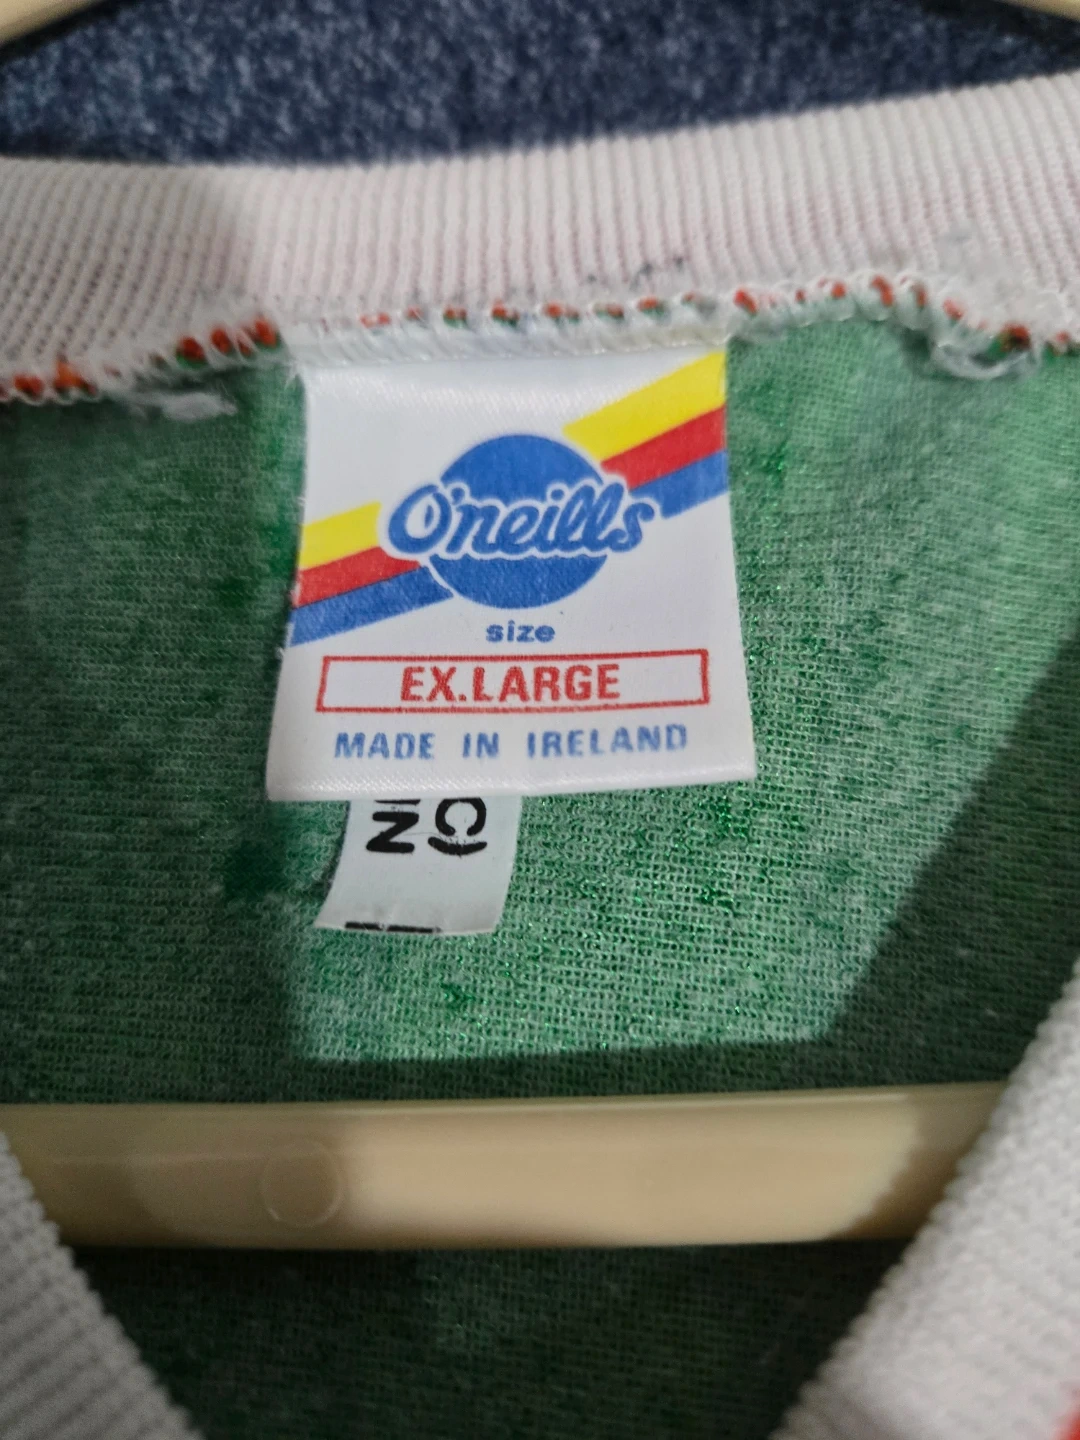 O'neills
size
EX.LARGE
MADE IN IRELAND